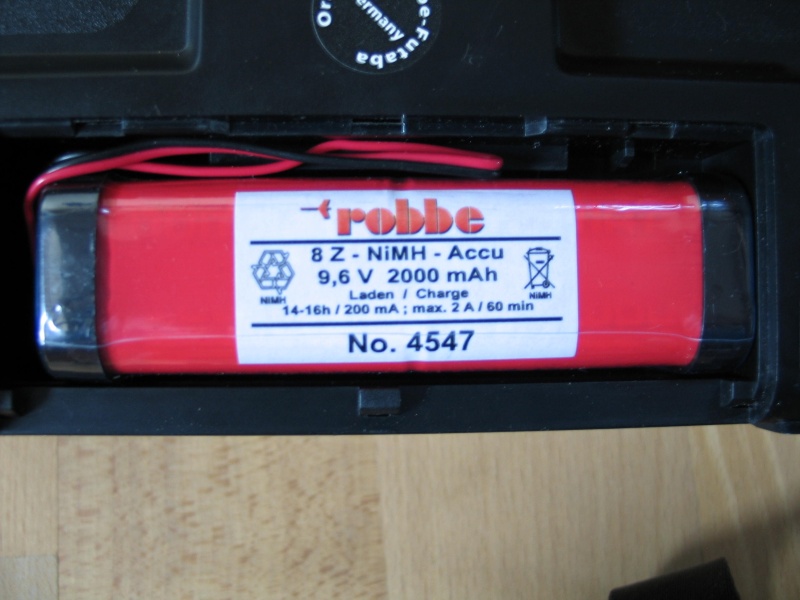 Germany
robbe
8 Z - NiMH - Accu
9,6 V 2000 mAh
Laden / Charge
14-16h / 200 mA ; max. 2 A / 60 min
NiMH
NiMH
No. 4547